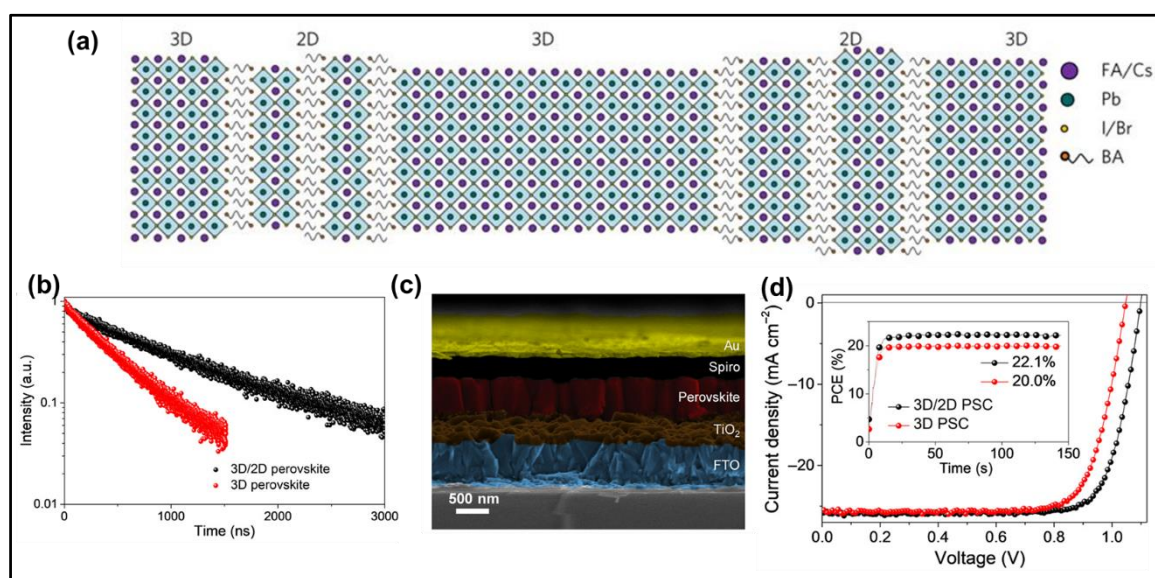 (a)
3D
2D
3D
2D
3D
FA/Cs
Pb
I/Br
BA
(b)
Intensity (a.u.)
1
0.1
0.01
0
1000
2000
3000
Time (ns)
3D/2D perovskite
3D perovskite
(c)
Au
Spiro
Perovskite
TiO₂
FTO
500 nm
(d)
Current density (mA cm⁻²)
0
−10
−20
0.0
0.2
0.4
0.6
0.8
1.0
Voltage (V)
PCE (%)
20
10
0
0
50
100
150
Time (s)
22.1%
20.0%
3D/2D PSC
3D PSC